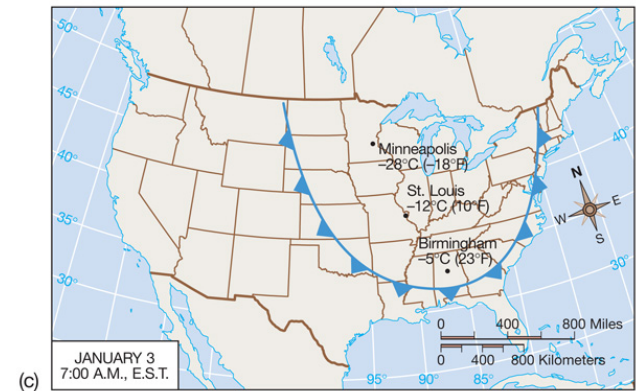 50°
45°
40°
35°
30°
Minneapolis
–28°C (–18°F)
St. Louis
–12°C (10°F)
Birmingham
–5°C (23°F)
N
W
E
S
40°
30°
0 400 800 Miles
0 400 800 Kilometers
95° 90° 85°
JANUARY 3
7:00 A.M., E.S.T.
(c)